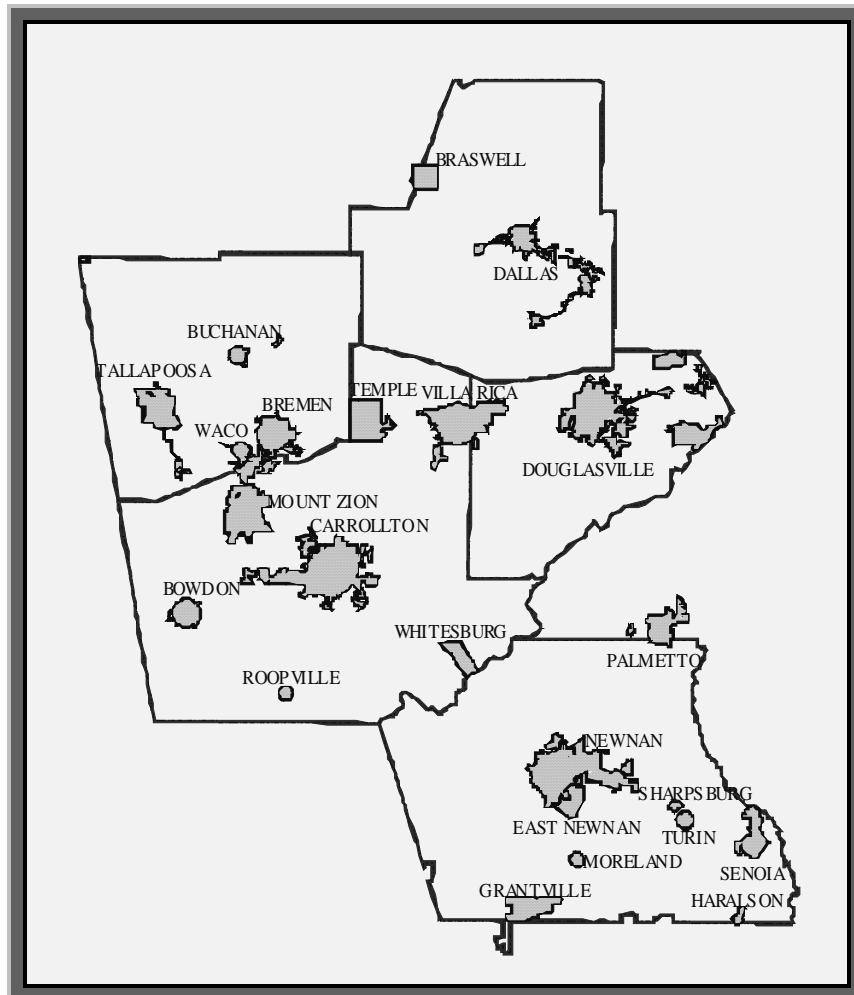 BRASWELL
DALLAS
BUCHANAN
TALLAPOOSA
TEMPLE
VILLA RICA
BREMEN
WACO
DOUGLASVILLE
MOUNT ZION
CARROLLTON
BOWDON
WHITESBURG
PALMETTO
ROOPVILLE
NEWNAN
SHARPSBURG
EAST NEWNAN
TURIN
MORELAND
SENOIA
GRANTVILLE
HARALSON